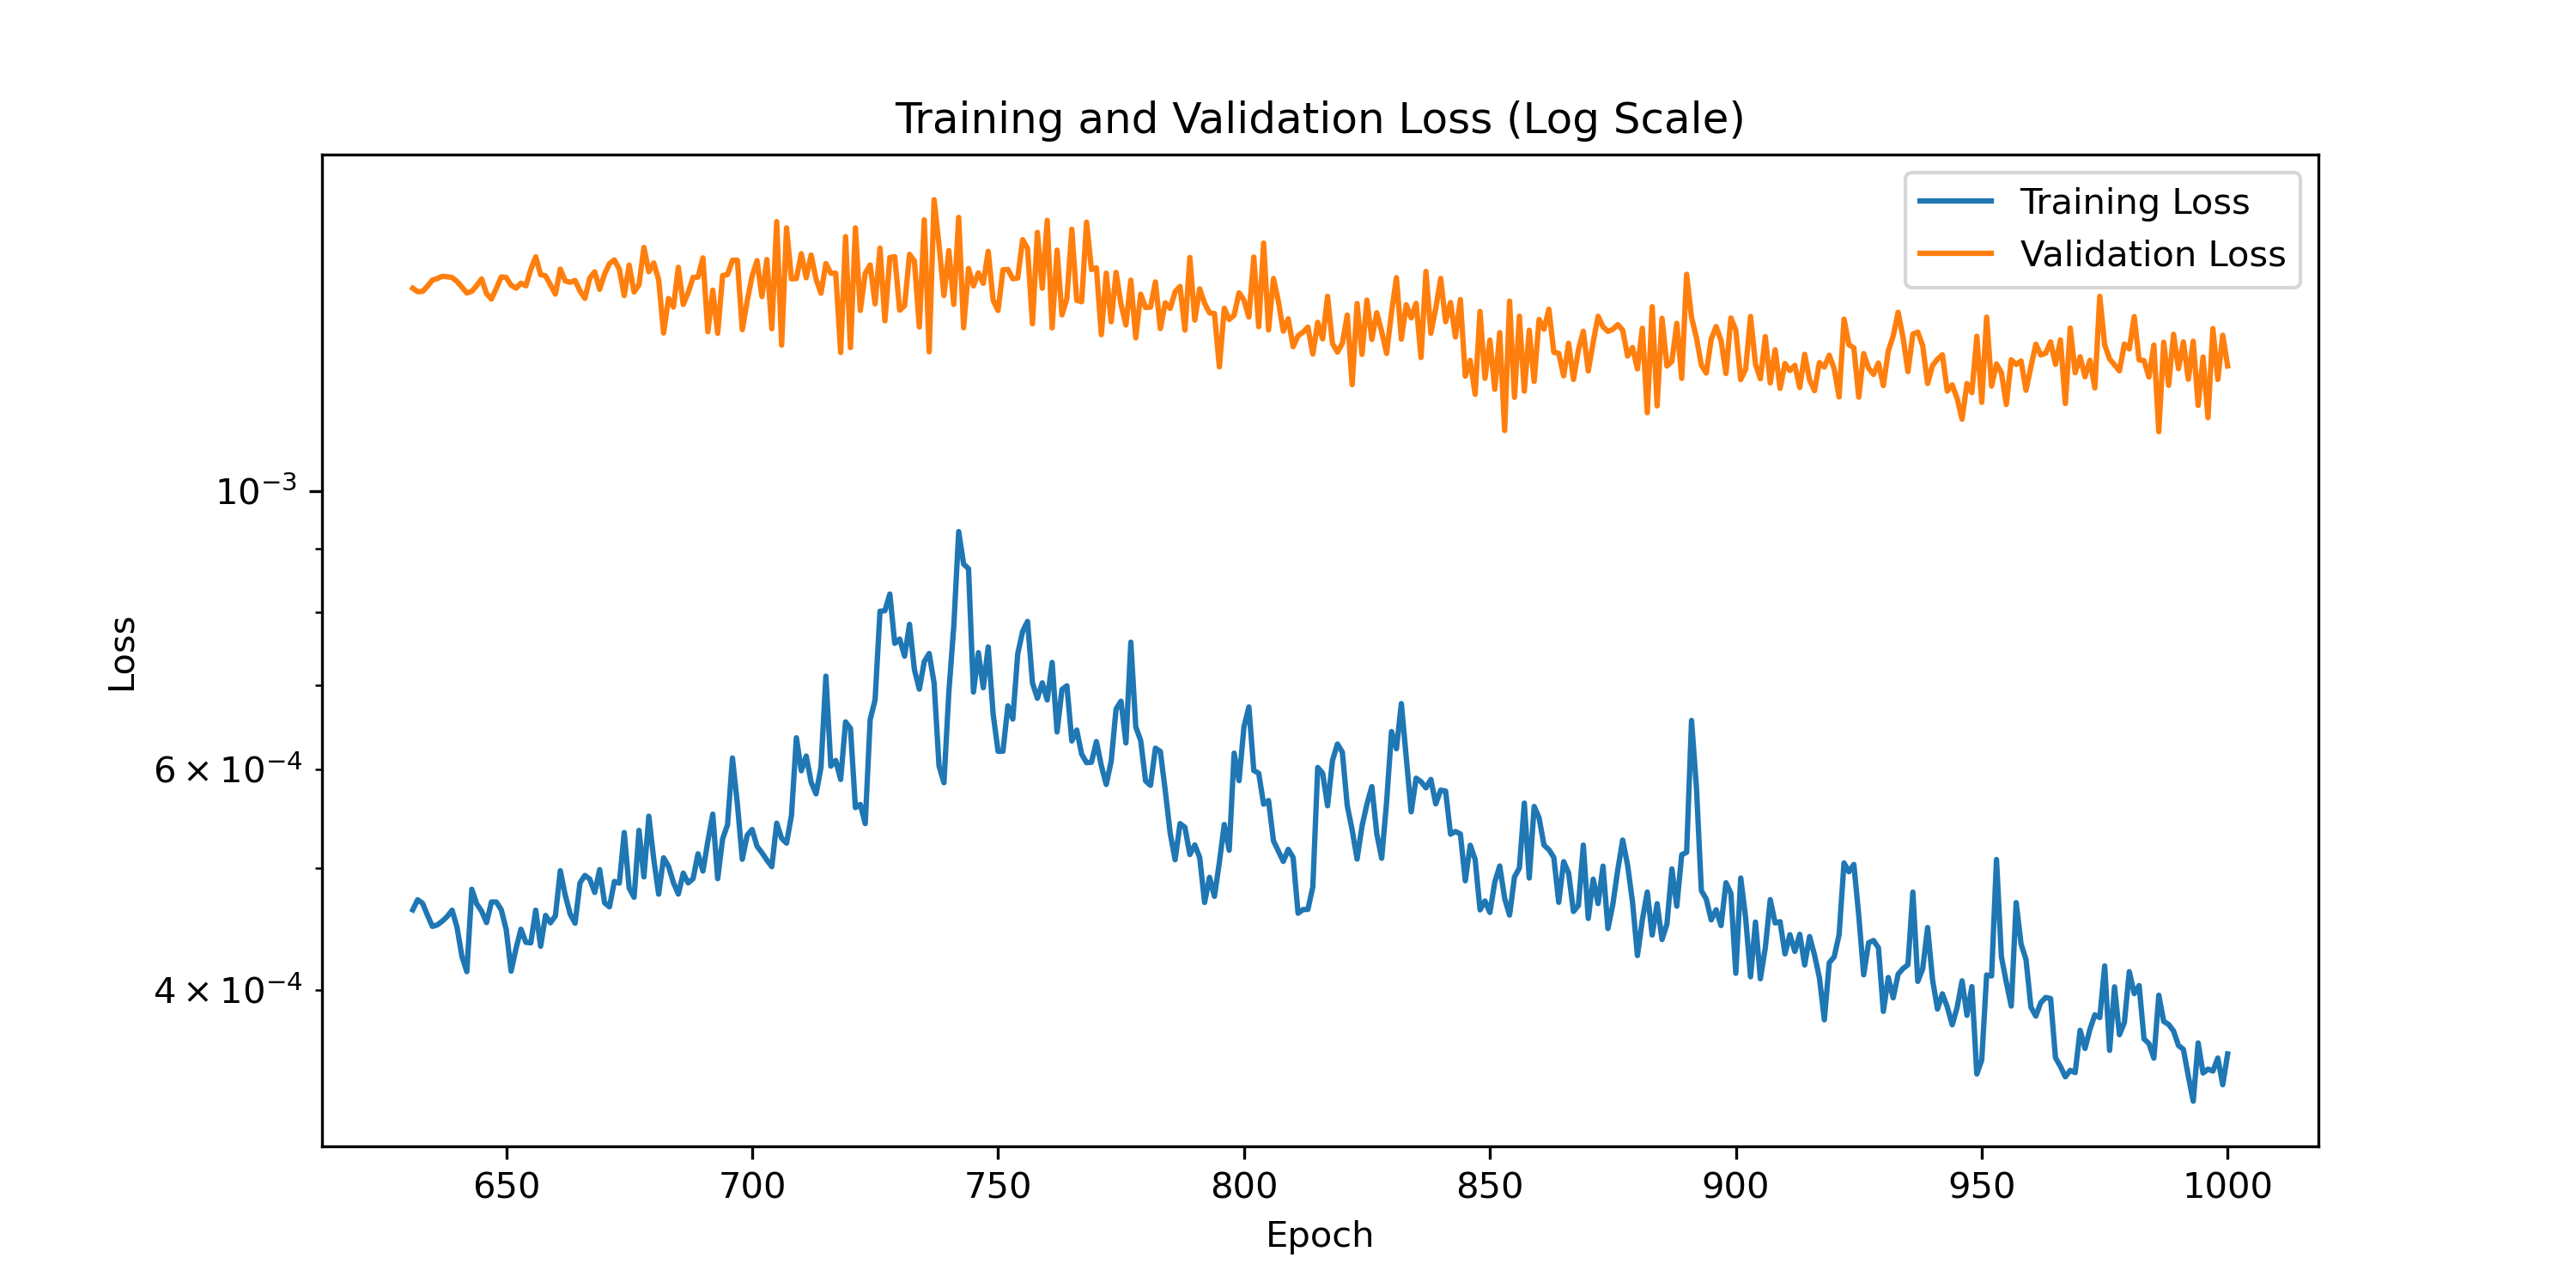 Training and Validation Loss (Log Scale)
Training Loss
Validation Loss
10⁻³
6 × 10⁻⁴
4 × 10⁻⁴
Loss
650 700 750 800 850 900 950 1000
Epoch